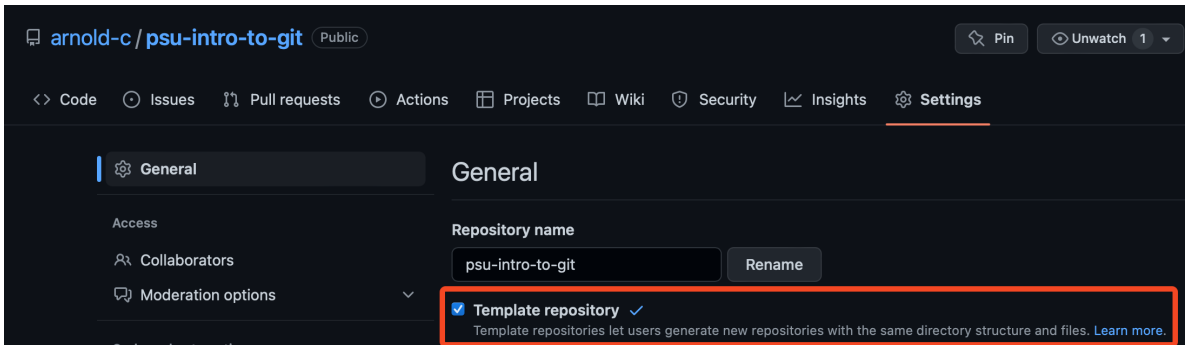 arnold-c / psu-intro-to-git Public
Pin
Unwatch 1
Code Issues Pull requests Actions Projects Wiki Security Insights Settings
General
Access
Collaborators
Moderation options
General
Repository name
psu-intro-to-git Rename
Template repository
Template repositories let users generate new repositories with the same directory structure and files. Learn more.